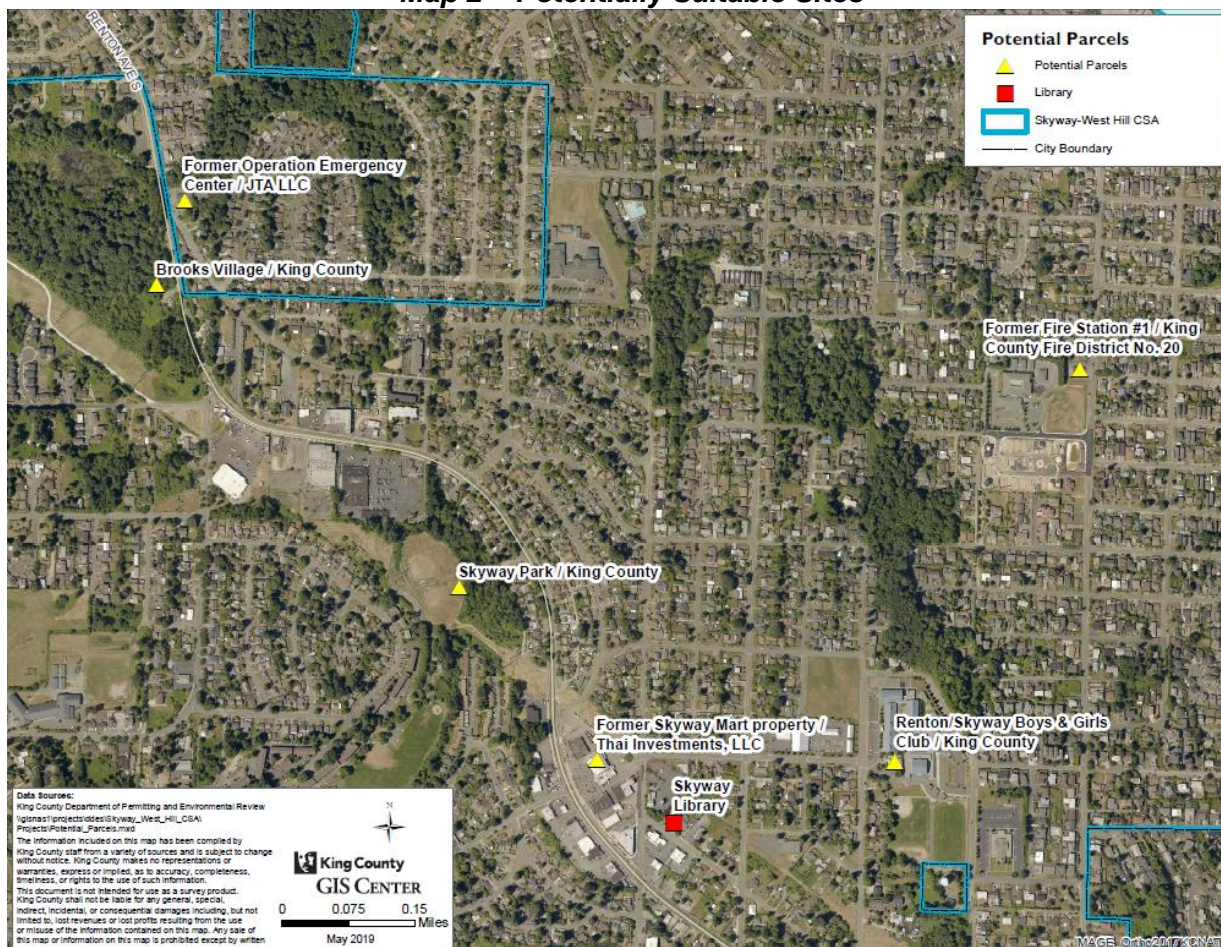 Map 2 – Potentially Suitable Sites
RENTON AVE S
Potential Parcels
Potential Parcels
Library
Skyway-West Hill CSA
City Boundary
Former Operation Emergency
Center / JTA LLC
Brooks Village / King County
Former Fire Station #1 / King
County Fire District No. 20
Skyway Park / King County
Former Skyway Mart property /
Thai Investments, LLC
Renton/Skyway Boys & Girls
Club / King County
Skyway
Library
Data Sources:
King County Department of Permitting and Environmental Review
\\gisnas1\projects\ddes\Skyway_West_Hill_CSA\
Projects\Potential_Parcels.mxd
The information included on this map has been compiled by
King County staff from a variety of sources and is subject to change
without notice. King County makes no representations or
warranties, express or implied, as to accuracy, completeness,
timeliness, or rights to the use of such information.
This document is not intended for use as a survey product.
King County shall not be liable for any general, special,
indirect, incidental, or consequential damages including, but not
limited to, lost revenues or lost profits resulting from the use
or misuse of the information contained on this map. Any sale of
this map or information on this map is prohibited except by written
N
King County
GIS CENTER
0 0.075 0.15
Miles
May 2019